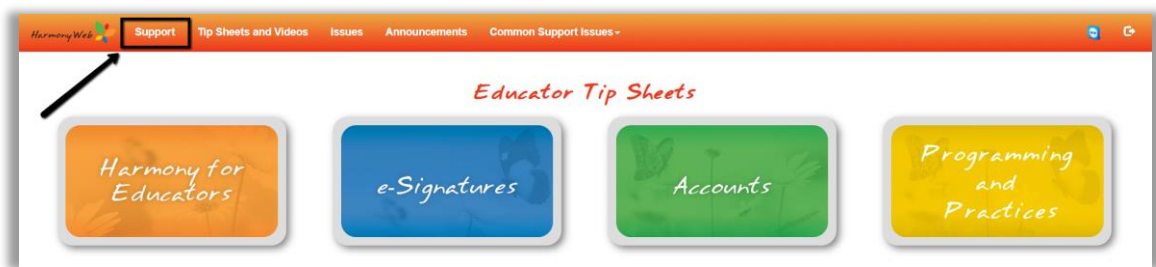 HarmonyWeb Support Tip Sheets and Videos Issues Announcements Common Support Issues
Educator Tip Sheets
Harmony for
Educators
e-Signatures
Accounts
Programming
and
Practices